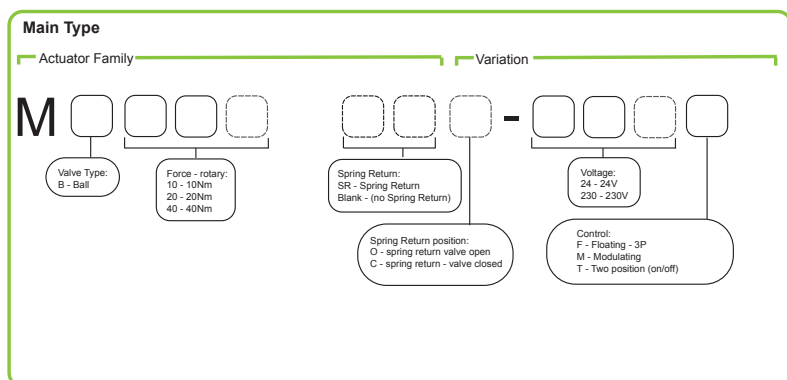 Main Type
Actuator Family
Variation
M
-
Valve Type:
B - Ball
Force - rotary:
10 - 10Nm
20 - 20Nm
40 - 40Nm
Spring Return:
SR - Spring Return
Blank - (no Spring Return)
Voltage:
24 - 24V
230 - 230V
Spring Return position:
O - spring return valve open
C - spring return - valve closed
Control:
F - Floating - 3P
M - Modulating
T - Two position (on/off)